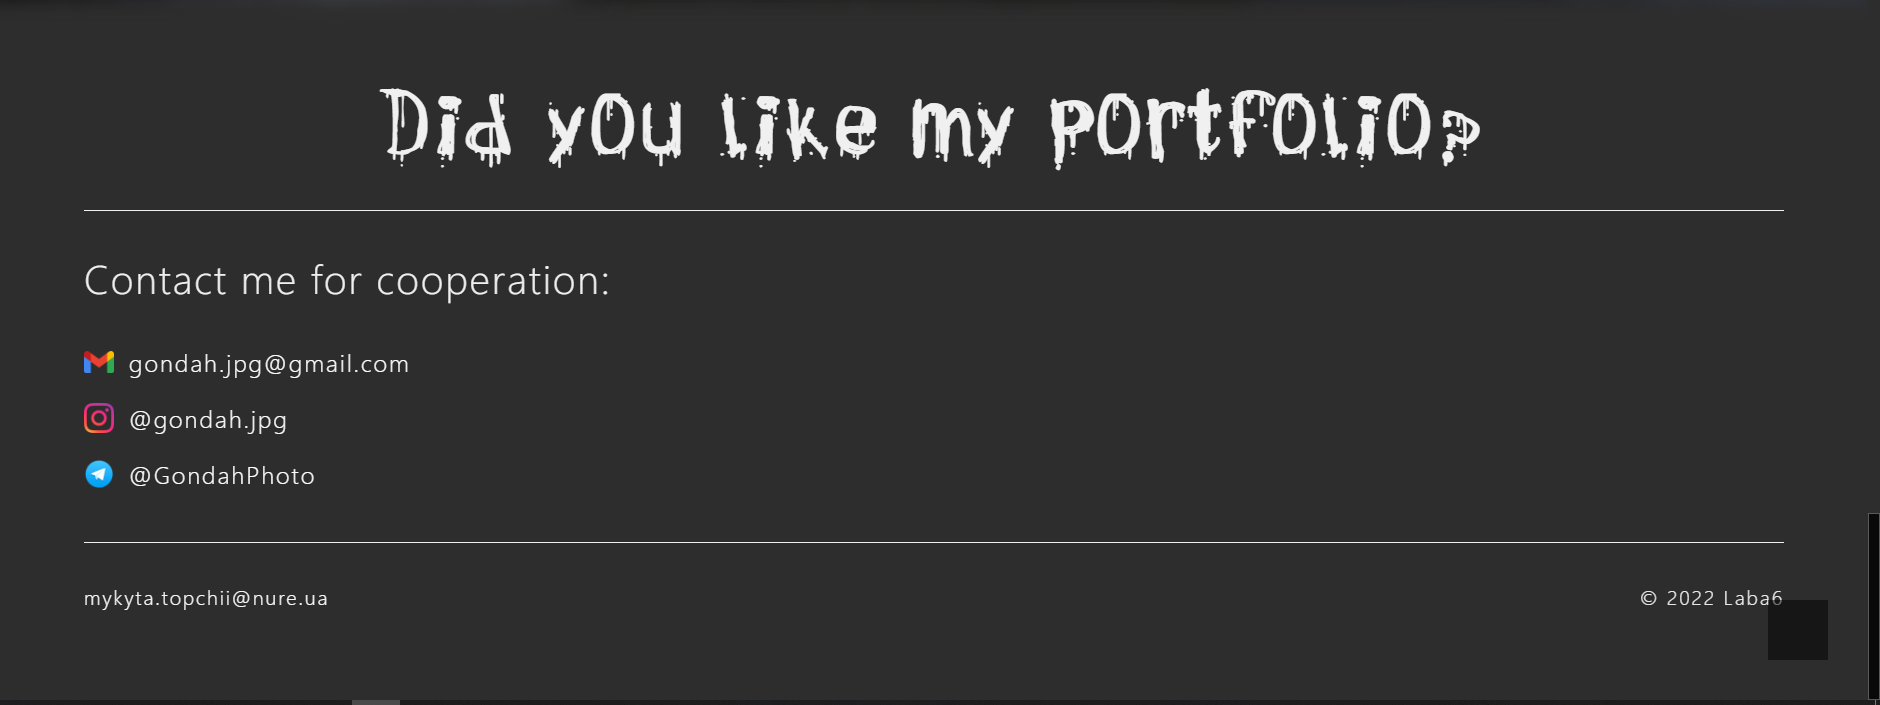 Did you like my portfolio?
Contact me for cooperation:
gondah.jpg@gmail.com
@gondah.jpg
@GondahPhoto
mykyta.topchii@nure.ua
© 2022 Laba6